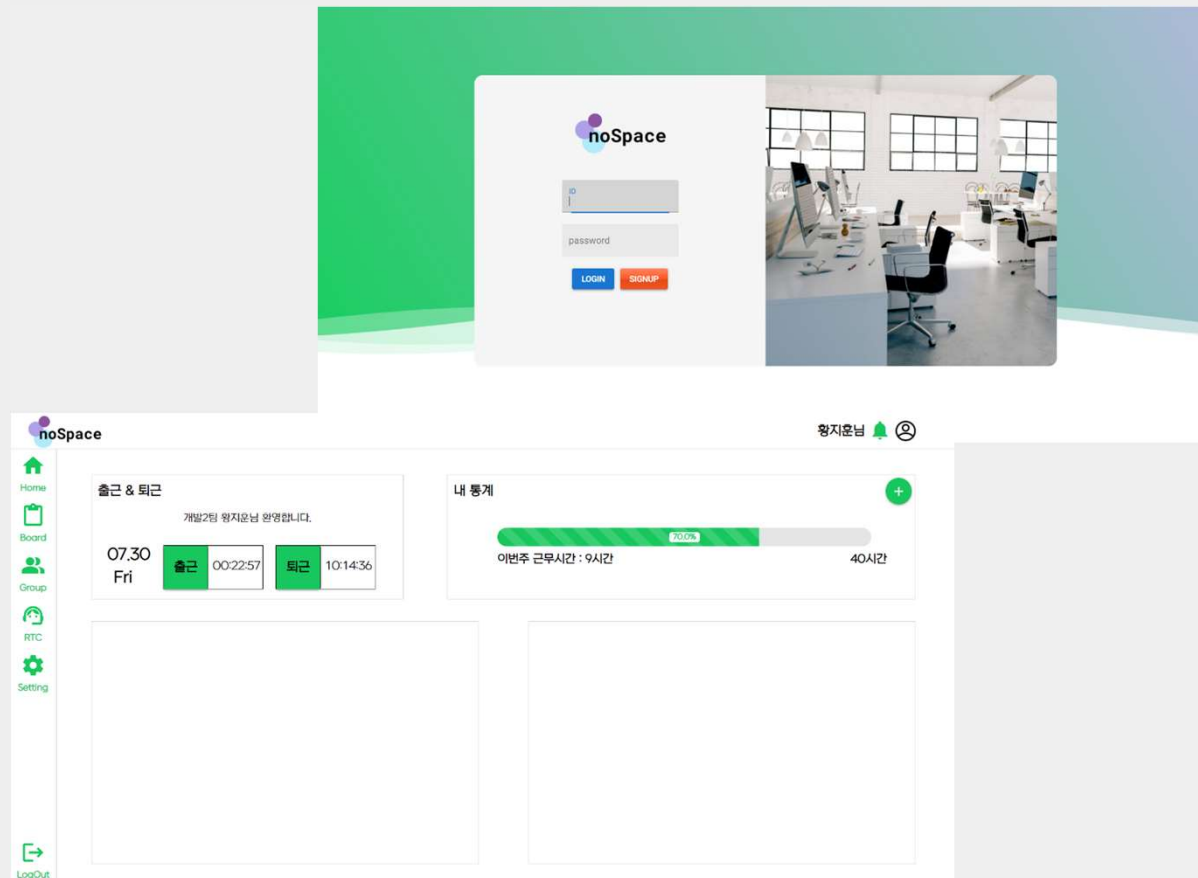 noSpace
ID
password
LOGIN SIGNUP
noSpace
황지훈님
Home
Board
Group
RTC
Setting
LogOut
출근 & 퇴근
개발2팀 황지훈님 환영합니다.
07.30
Fri
출근 00:22:57 퇴근 10:14:36
내 통계
+
70.0%
이번주 근무시간 : 9시간 40시간